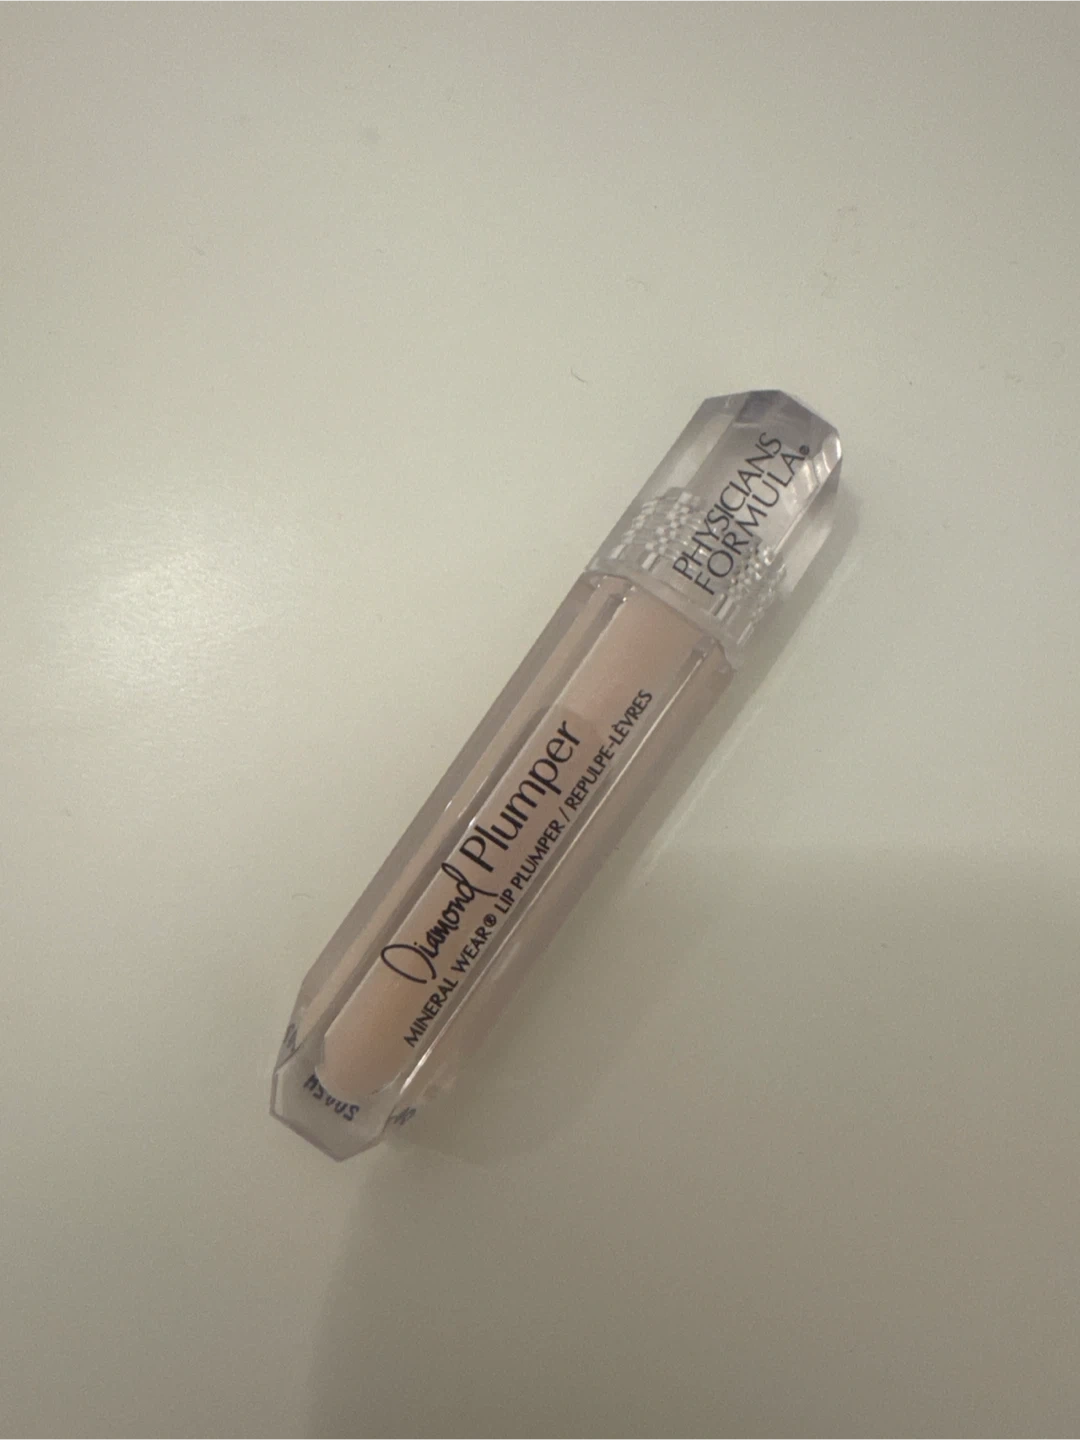 PHYSICIANS
FORMULA®
Diamond Plumper
MINERAL WEAR® LIP PLUMPER / REPULPE-LÈVRES